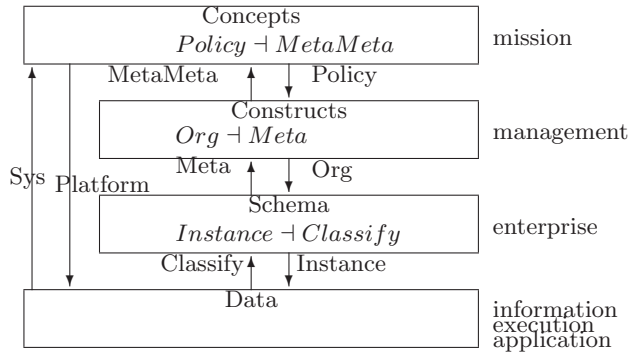 Concepts
Policy ⊣ MetaMeta
mission
MetaMeta
Policy
Constructs
Org ⊣ Meta
management
Meta
Org
Sys
Platform
Schema
Instance ⊣ Classify
enterprise
Classify
Instance
Data
information
execution
application